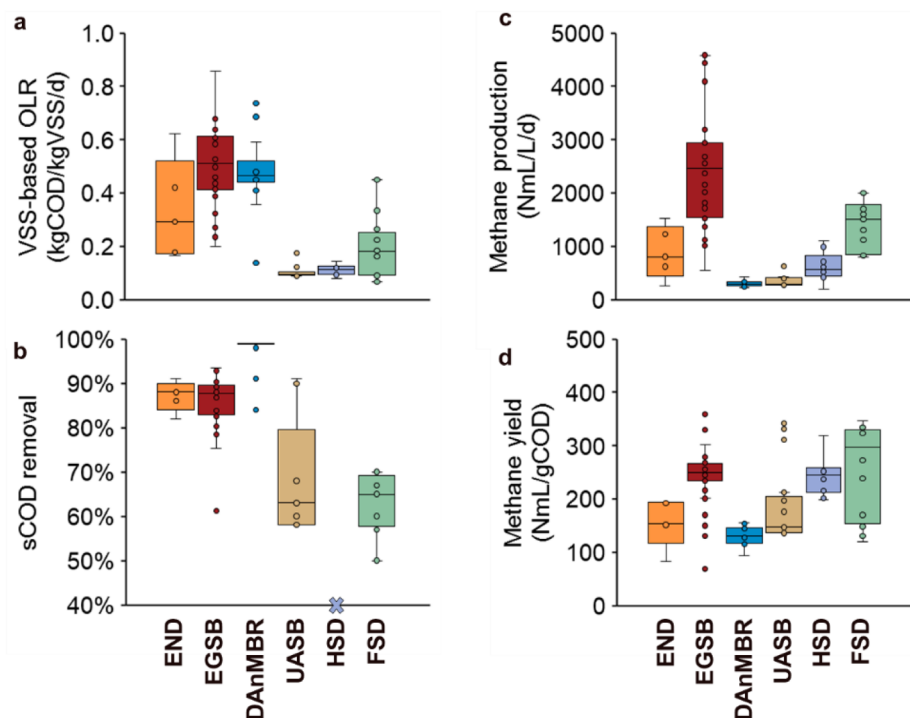 a
VSS-based OLR
(kgCOD/kgVSS/d)
1.0
0.8
0.6
0.4
0.2
0.0
b
sCOD removal
100%
90%
80%
70%
60%
50%
40%
END
EGSB
DAnMBR
UASB
HSD
FSD
c
Methane production
(NmL/L/d)
5000
4000
3000
2000
1000
0
d
Methane yield
(NmL/gCOD)
500
400
300
200
100
0
END
EGSB
DAnMBR
UASB
HSD
FSD